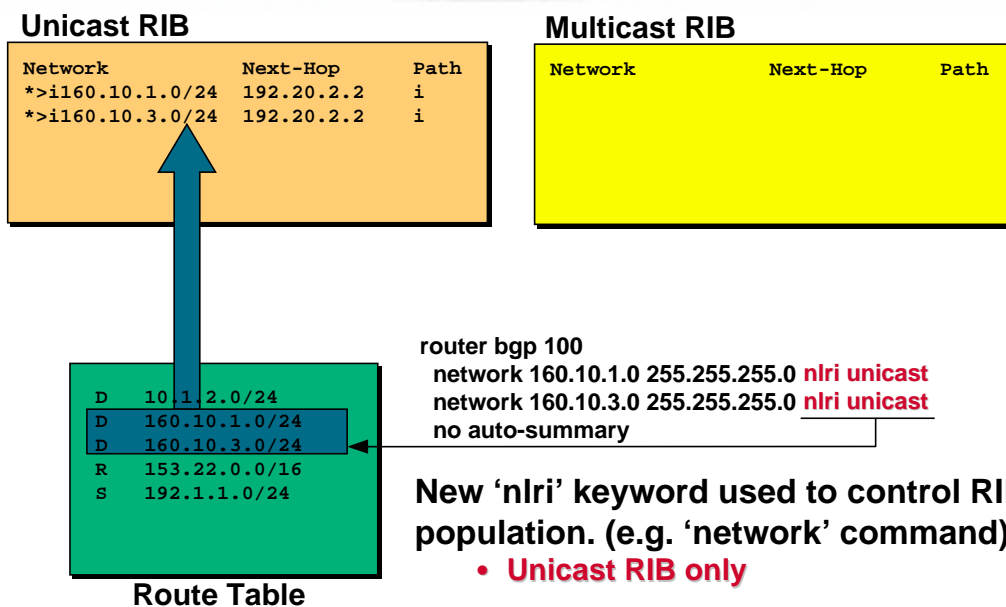 Unicast RIB
Network Next-Hop Path
*>i160.10.1.0/24 192.20.2.2 i
*>i160.10.3.0/24 192.20.2.2 i
Multicast RIB
Network Next-Hop Path
router bgp 100
network 160.10.1.0 255.255.255.0 nlri unicast
network 160.10.3.0 255.255.255.0 nlri unicast
no auto-summary
D 10.1.2.0/24
D 160.10.1.0/24
D 160.10.3.0/24
R 153.22.0.0/16
S 192.1.1.0/24
Route Table
New ‘nlri’ keyword used to control RI
population. (e.g. ‘network’ command)
• Unicast RIB only